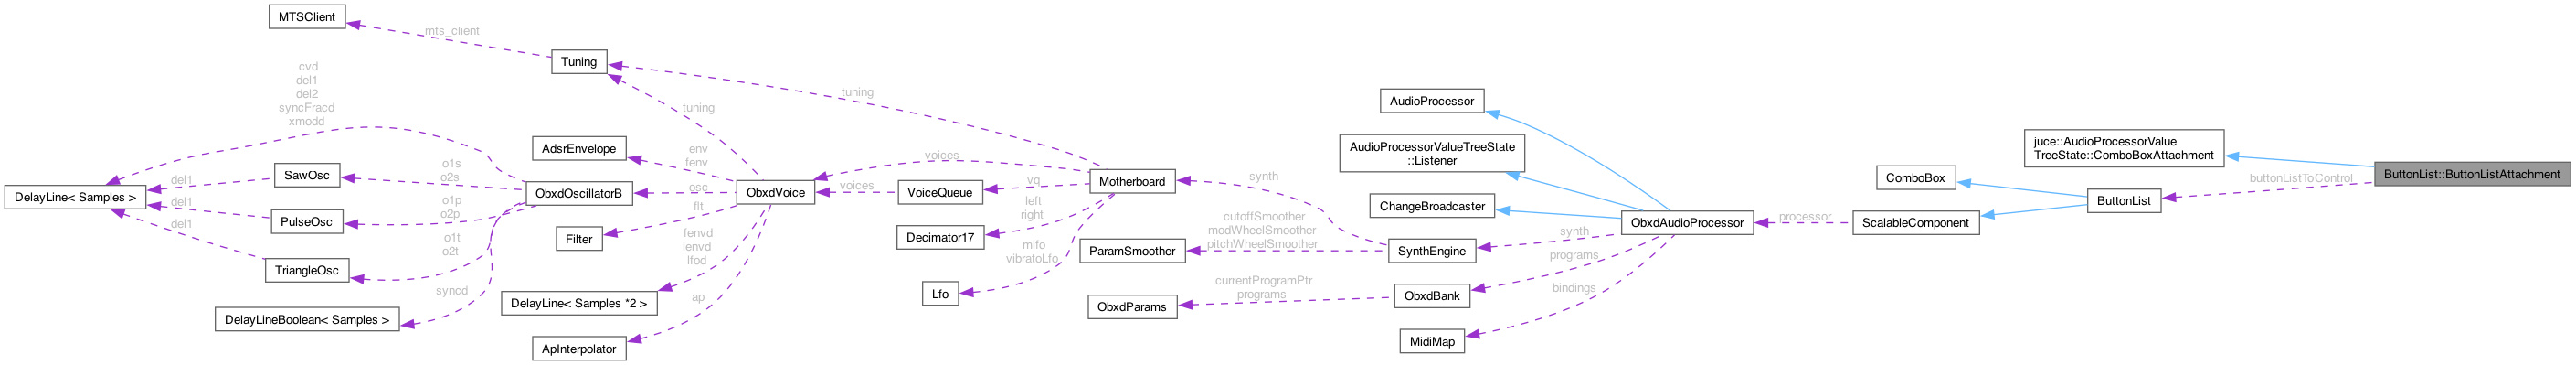 MTSClient
mts_client
Tuning
cvd
del1
del2
syncFracd
xmodd
tuning
tuning
AudioProcessor
AdsrEnvelope
env
fenv
voices
AudioProcessorValueTreeState
::Listener
juce::AudioProcessorValue
TreeState::ComboBoxAttachment
SawOsc
o1s
o2s
del1
DelayLine< Samples >
ObxdOscillatorB
osc
ObxdVoice
voices
VoiceQueue
vq
Motherboard
synth
ComboBox
buttonListToControl
ButtonList::ButtonListAttachment
del1
PulseOsc
o1p
o2p
flt
left
right
ChangeBroadcaster
ButtonList
del1
Filter
Decimator17
cutoffSmoother
modWheelSmoother
pitchWheelSmoother
ObxdAudioProcessor
processor
ScalableComponent
o1t
o2t
fenvd
lenvd
lfod
mlfo
vibratoLfo
ParamSmoother
SynthEngine
synth
programs
TriangleOsc
syncd
DelayLine< Samples *2 >
ap
Lfo
currentProgramPtr
programs
ObxdParams
ObxdBank
bindings
DelayLineBoolean< Samples >
ApInterpolator
MidiMap